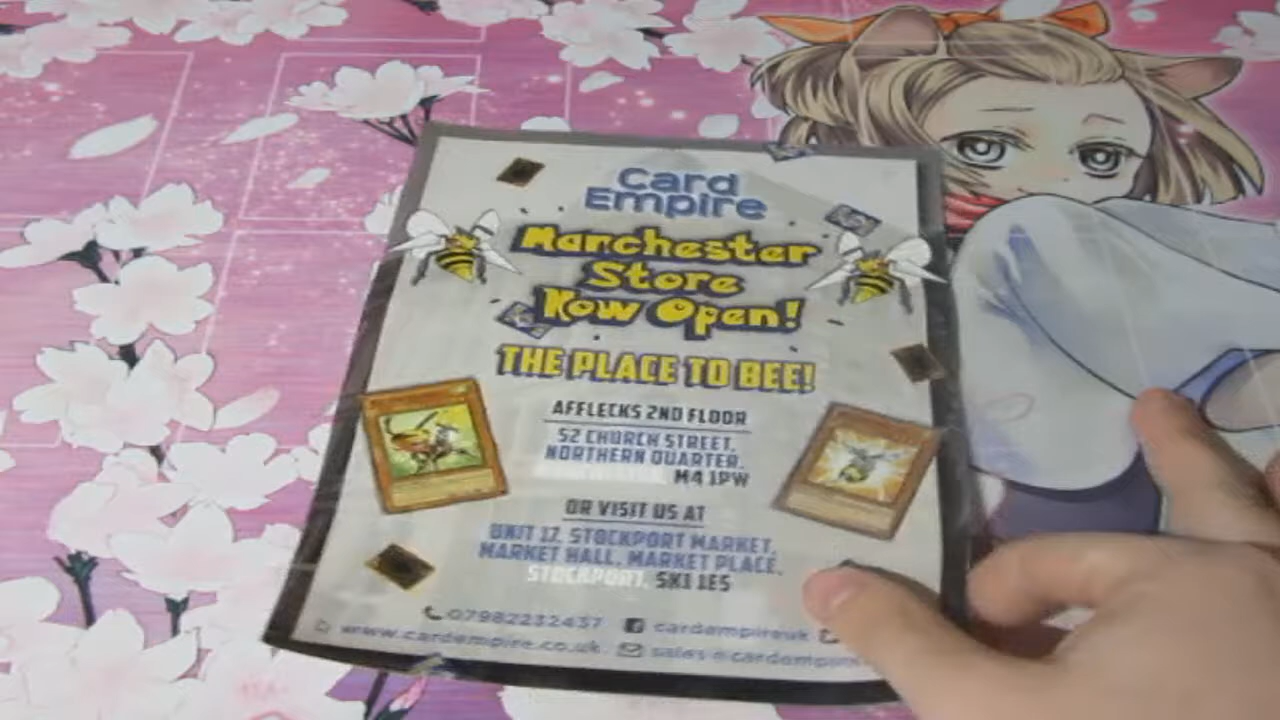 Card
Empire
Manchester
Store
Now Open!
THE PLACE TO BEE!
AFFLECKS 2ND FLOOR
52 CHURCH STREET,
NORTHERN QUARTER,
M4 1PW
OR VISIT US AT
UNIT 17, STOCKPORT MARKET,
MARKET HALL, MARKET PLACE,
STOCKPORT, SK1 1ES
07982232437 cardempireuk
www.cardempire.co.uk sales@cardempire